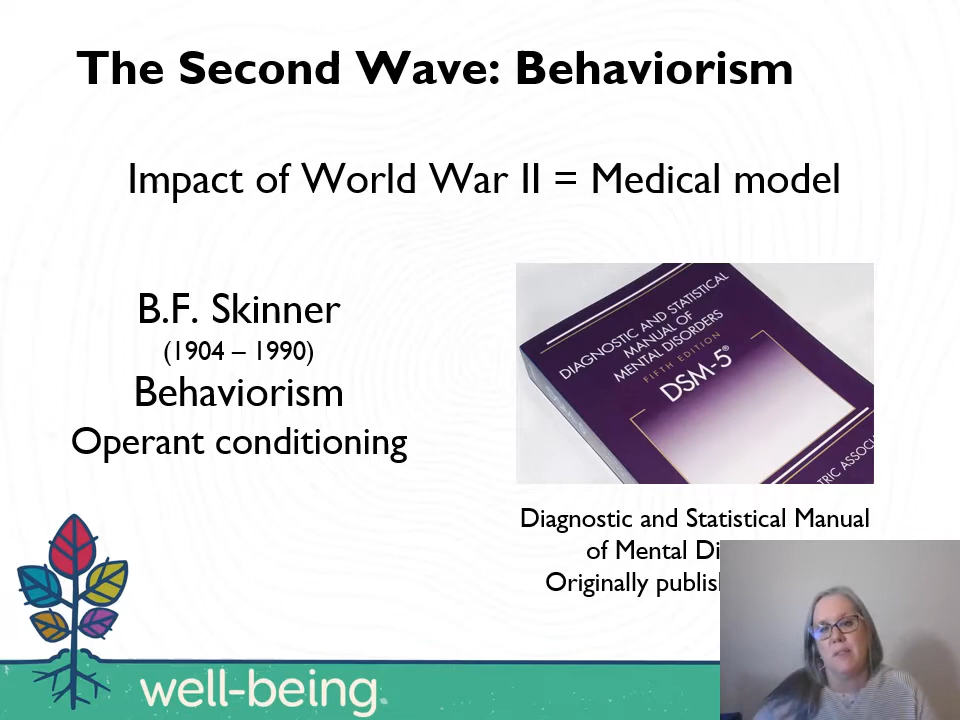 The Second Wave: Behaviorism
Impact of World War II = Medical model
B.F. Skinner
(1904 – 1990)
Behaviorism
Operant conditioning
DIAGNOSTIC AND STATISTICAL
MANUAL OF
MENTAL DISORDERS
FIFTH EDITION
DSM-5®
Diagnostic and Statistical Manual
of Mental
Originally
well-being